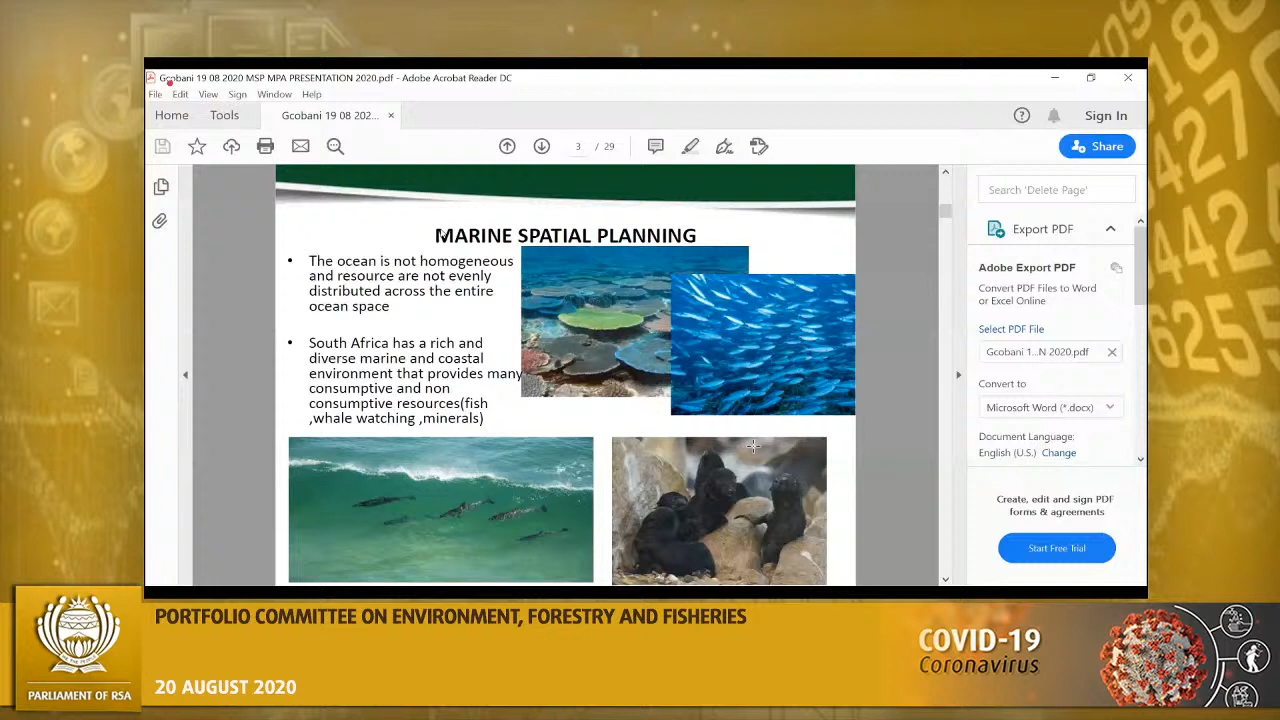 Gcobani 19 08 2020 MSP MPA PRESENTATION 2020.pdf - Adobe Acrobat Reader DC
File Edit View Sign Window Help
Home Tools Gcobani 19 08 202... × Sign In
3 / 29 Share
MARINE SPATIAL PLANNING
• The ocean is not homogeneous
and resource are not evenly
distributed across the entire
ocean space
• South Africa has a rich and
diverse marine and coastal
environment that provides many
consumptive and non
consumptive resources(fish
,whale watching ,minerals)
Search 'Delete Page'
Export PDF
Adobe Export PDF
Convert PDF Files to Word
or Excel Online
Select PDF File
Gcobani 1...N 2020.pdf
Convert to
Microsoft Word (*.docx)
Document Language:
English (U.S.) Change
Create, edit and sign PDF
forms & agreements
Start Free Trial
PORTFOLIO COMMITTEE ON ENVIRONMENT, FORESTRY AND FISHERIES
20 AUGUST 2020
PARLIAMENT OF RSA
COVID-19
Coronavirus